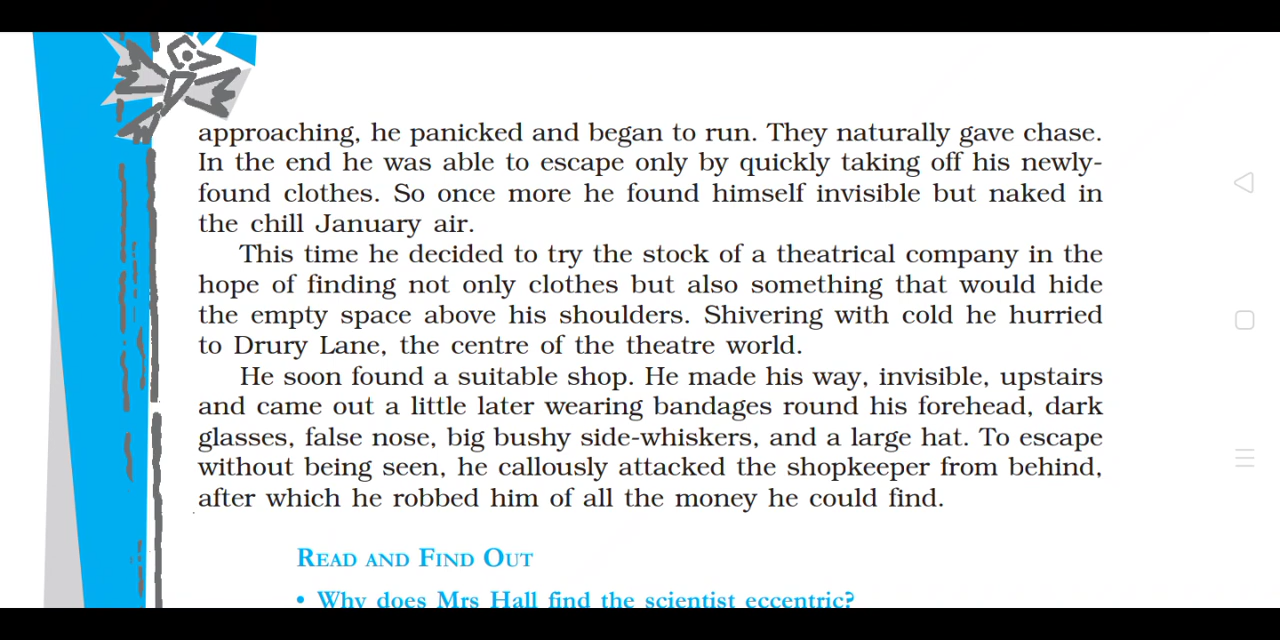 approaching, he panicked and began to run. They naturally gave chase.
In the end he was able to escape only by quickly taking off his newly-
found clothes. So once more he found himself invisible but naked in
the chill January air.
This time he decided to try the stock of a theatrical company in the
hope of finding not only clothes but also something that would hide
the empty space above his shoulders. Shivering with cold he hurried
to Drury Lane, the centre of the theatre world.
He soon found a suitable shop. He made his way, invisible, upstairs
and came out a little later wearing bandages round his forehead, dark
glasses, false nose, big bushy side-whiskers, and a large hat. To escape
without being seen, he callously attacked the shopkeeper from behind,
after which he robbed him of all the money he could find.
READ AND FIND OUT
• Why does Mrs Hall find the scientist eccentric?